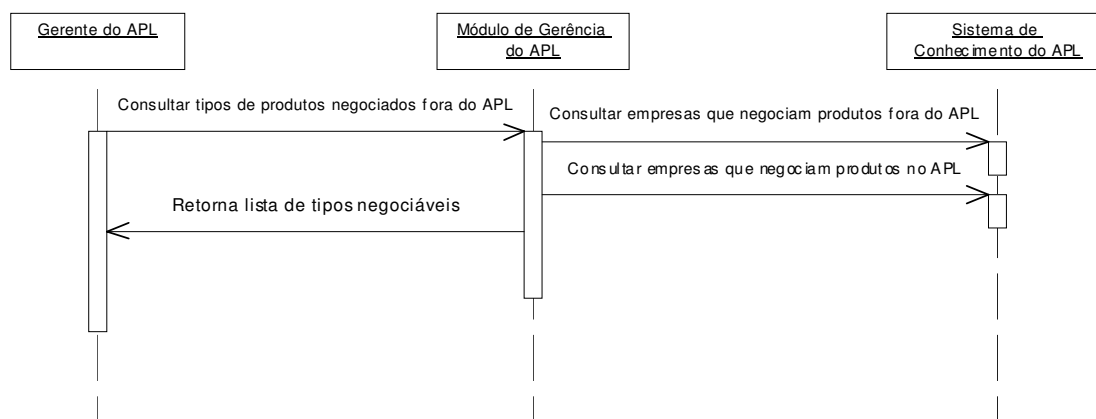 Gerente do APL
Módulo de Gerência
do APL
Sistema de
Conhecimento do APL
Consultar tipos de produtos negociados fora do APL
Consultar empresas que negociam produtos fora do APL
Consultar empresas que negociam produtos no APL
Retorna lista de tipos negociáveis